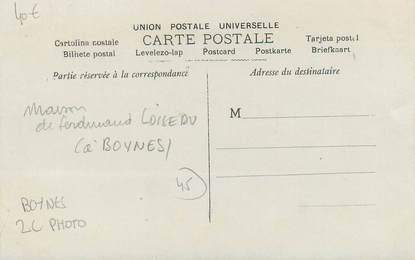 40€
UNION POSTALE UNIVERSELLE
CARTE POSTALE
Cartolina postale
Bilhete postal
Levelezo-lap Postcard Postkarte
Tarjeta postal
Briefkaart
Partie réservée à la correspondance
Adresse du destinataire
Maison
de Ferdinand LOISEAU
(à BOYNES)
M
45
BOYNES
2C PHOTO